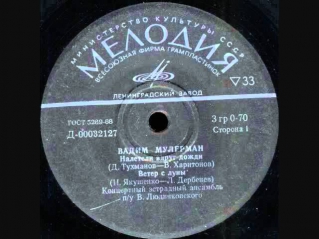 МИНИСТЕРСТВО КУЛЬТУРЫ СССР
МЕЛОДИЯ
ВСЕСОЮЗНАЯ ФИРМА ГРАМПЛАСТИНОК
33
ЛЕНИНГРАДСКИЙ ЗАВОД
ГОСТ 5289-68
3 гр 0-70
Д-00032127
Сторона 1
ВАДИМ МУЛЕРМАН
Налетели вдруг дожди
(Д. Тухманов—В. Харитонов)
Ветер с луны
(И. Якушенко—Л. Дербенев)
Концертный эстрадный ансамбль
п/у В. Людвиковского